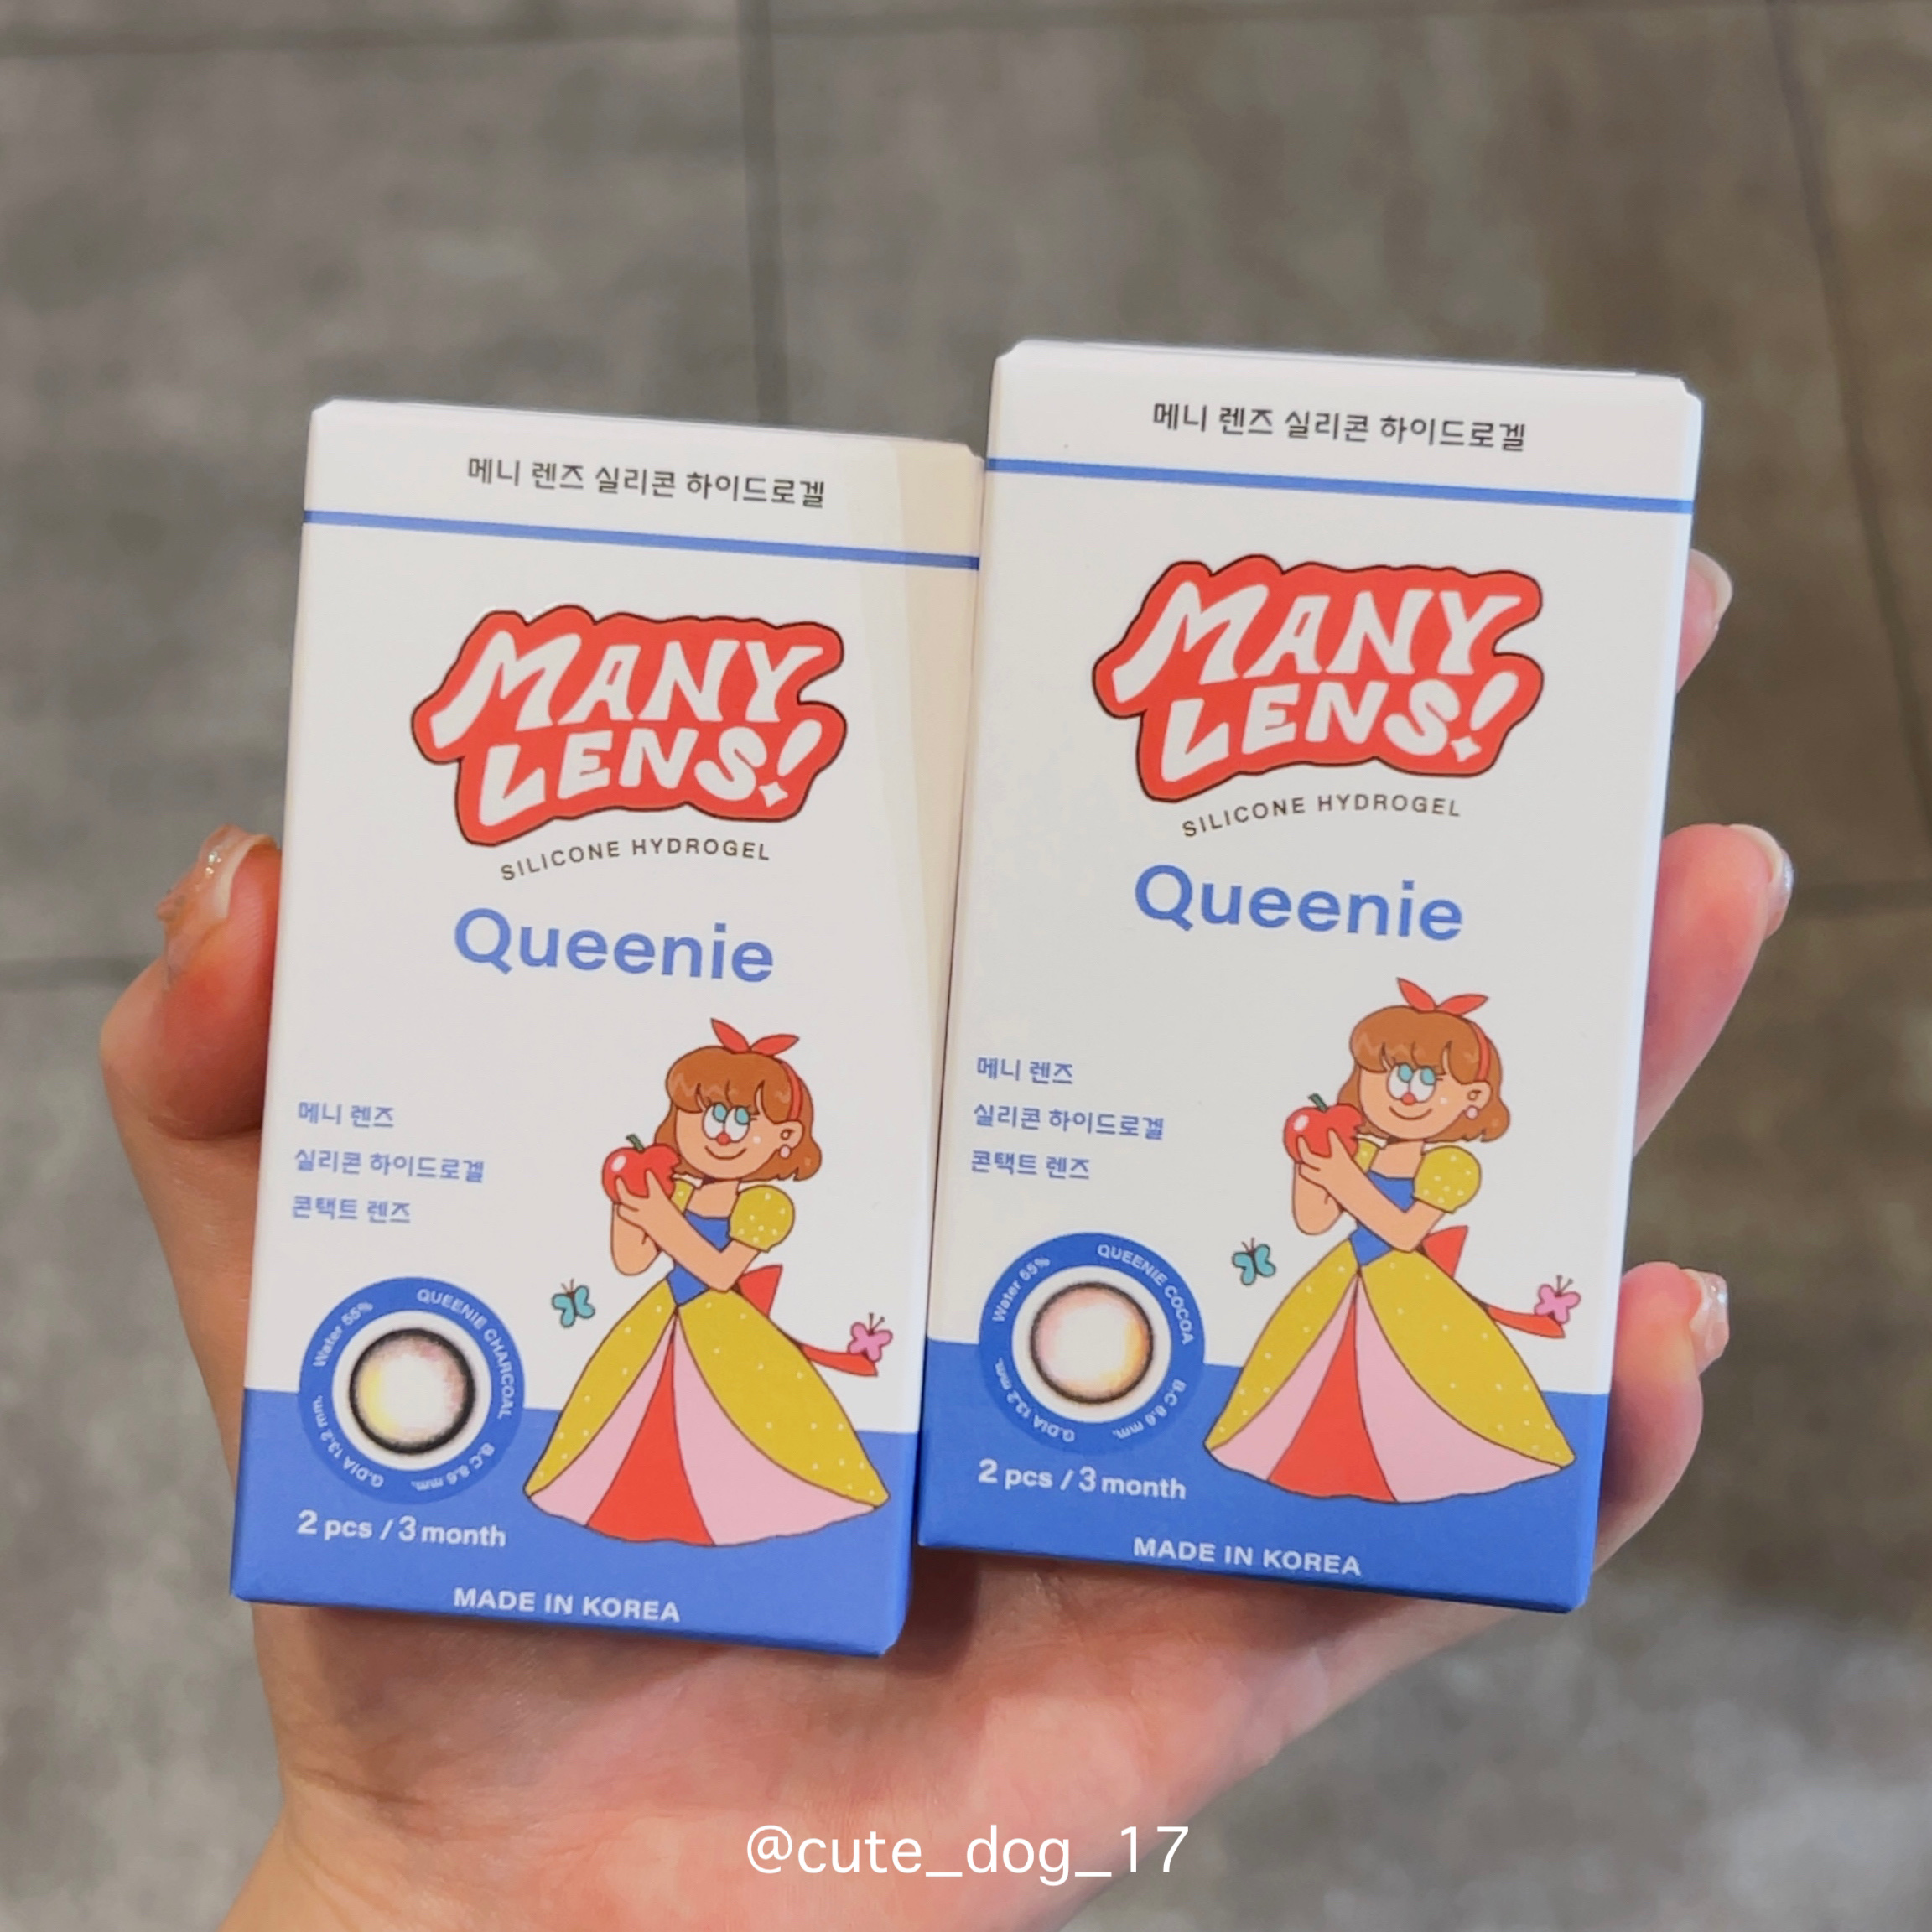 메니 렌즈 실리콘 하이드로겔
MANY
LENS!
SILICONE HYDROGEL
Queenie
메니 렌즈
실리콘 하이드로겔
콘택트 렌즈
Water 55%
QUEENIE CHARCOAL
B.C 8.6 mm.
G.DIA 13.2 mm.
2 pcs / 3 month
MADE IN KOREA
메니 렌즈 실리콘 하이드로겔
MANY
LENS!
SILICONE HYDROGEL
Queenie
메니 렌즈
실리콘 하이드로겔
콘택트 렌즈
Water 55%
QUEENIE COCOA
B.C 8.6 mm.
G.DIA 13.2 mm.
2 pcs / 3 month
MADE IN KOREA
@cute_dog_17